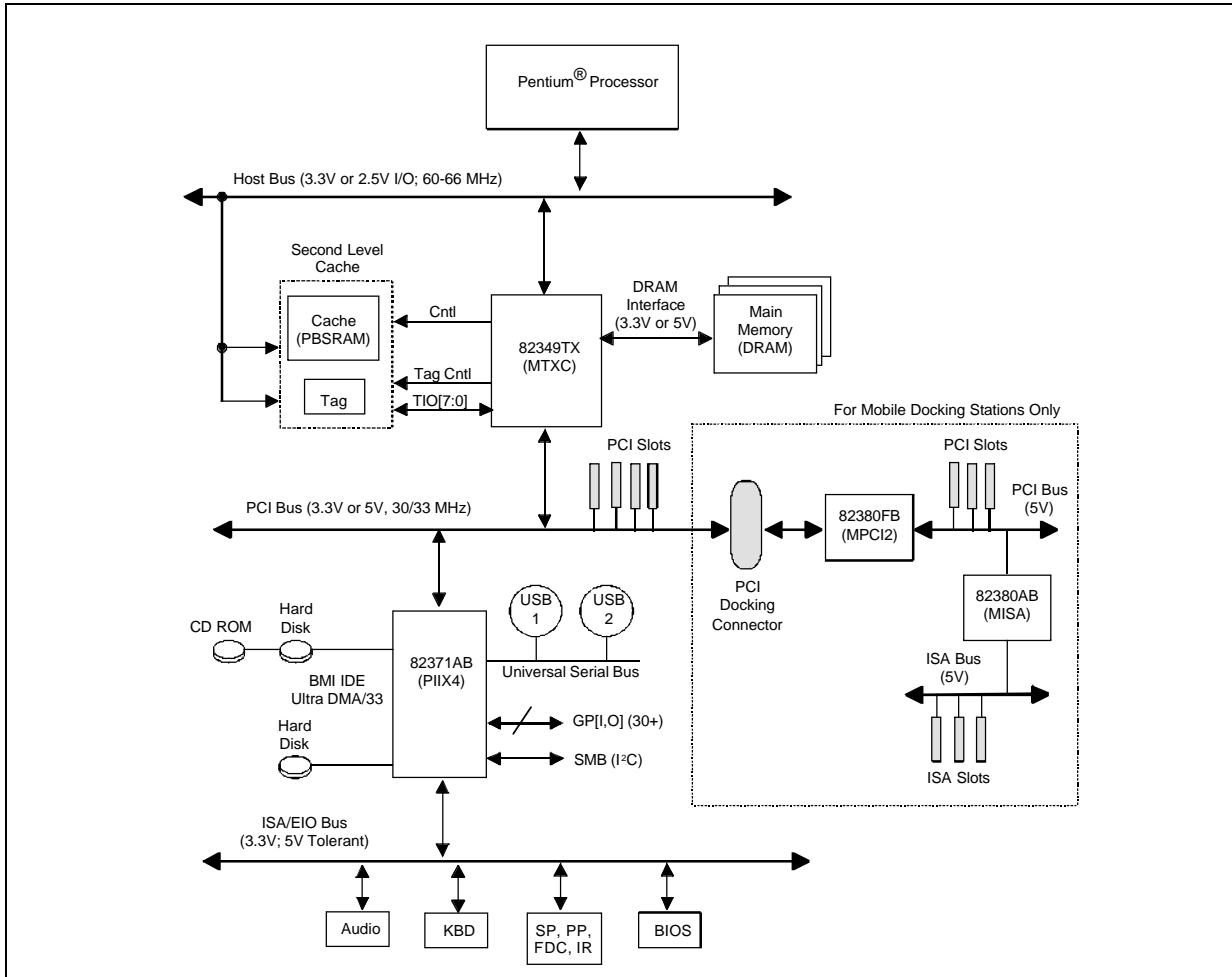 Pentium® Processor
Host Bus (3.3V or 2.5V I/O; 60-66 MHz)
Second Level
Cache
Cache
(PBSRAM)
Tag
Cntl
Tag Cntl
TIO[7:0]
82349TX
(MTXC)
DRAM
Interface
(3.3V or 5V)
Main
Memory
(DRAM)
For Mobile Docking Stations Only
PCI Slots
PCI Slots
PCI Bus (3.3V or 5V, 30/33 MHz)
PCI Bus
(5V)
82380FB
(MPCI2)
PCI
Docking
Connector
82380AB
(MISA)
ISA Bus
(5V)
ISA Slots
CD ROM
Hard
Disk
BMI IDE
Ultra DMA/33
Hard
Disk
82371AB
(PIIX4)
USB
1
USB
2
Universal Serial Bus
GP[I,O] (30+)
SMB (I²C)
ISA/EIO Bus
(3.3V; 5V Tolerant)
Audio
KBD
SP, PP,
FDC, IR
BIOS